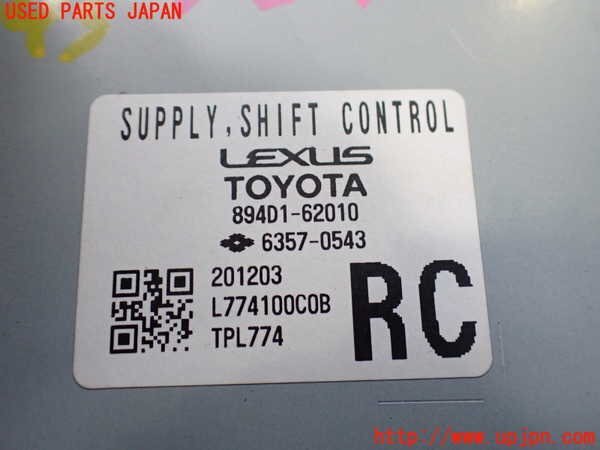 USED PARTS JAPAN
SUPPLY, SHIFT CONTROL
LEXUS
TOYOTA
894D1-62010
6357-0543
201203
L774100C0B
TPL774
RC
http://www.upjpn.com